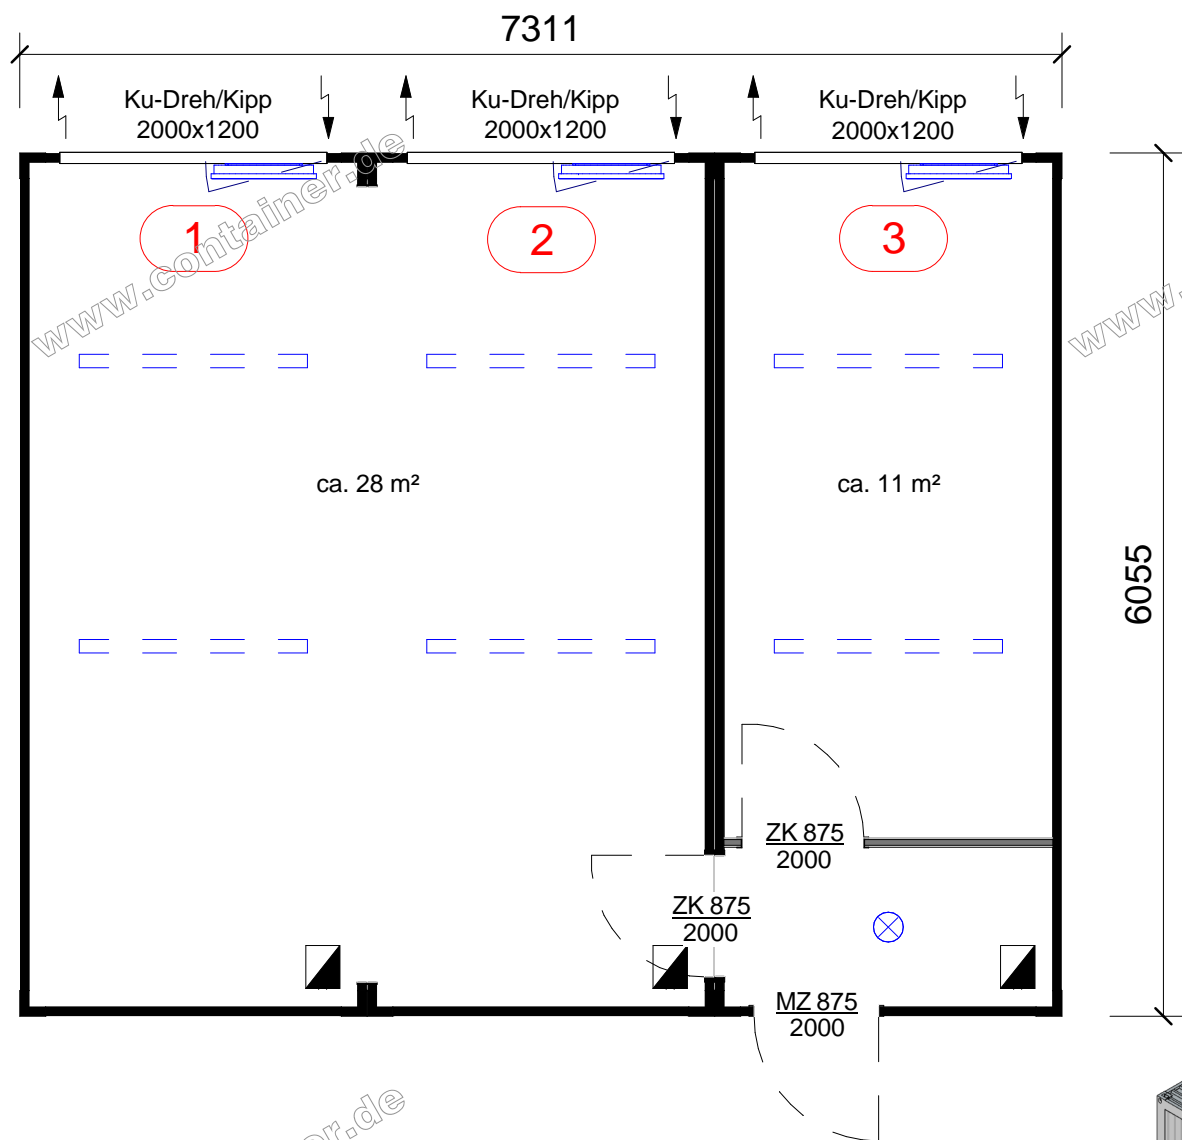 7311
Ku-Dreh/Kipp
2000x1200
Ku-Dreh/Kipp
2000x1200
Ku-Dreh/Kipp
2000x1200
www.container.de
1
2
3
www.
ca. 28 m²
ca. 11 m²
6055
ZK 875
2000
ZK 875
2000
MZ 875
2000
er.de